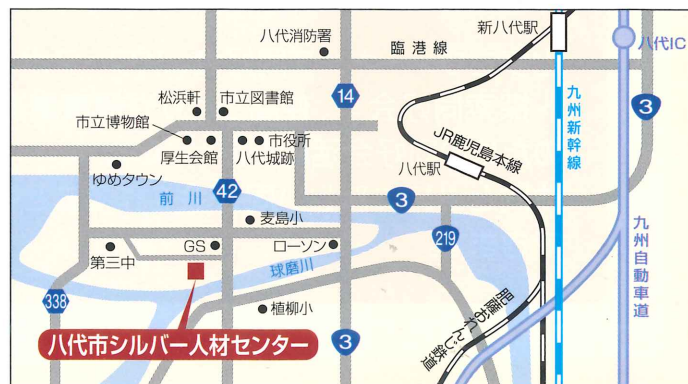 新八代駅
八代IC
八代消防署
臨港線
14
3
松浜軒
市立図書館
九州新幹線
市立博物館
厚生会館
八代城跡
市役所
JR鹿児島本線
八代駅
ゆめタウン
42
前川
3
麦島小
219
九州自動車道
第三中
GS
ローソン
球磨川
338
植柳小
肥薩おれんじ鉄道
3
八代市シルバー人材センター